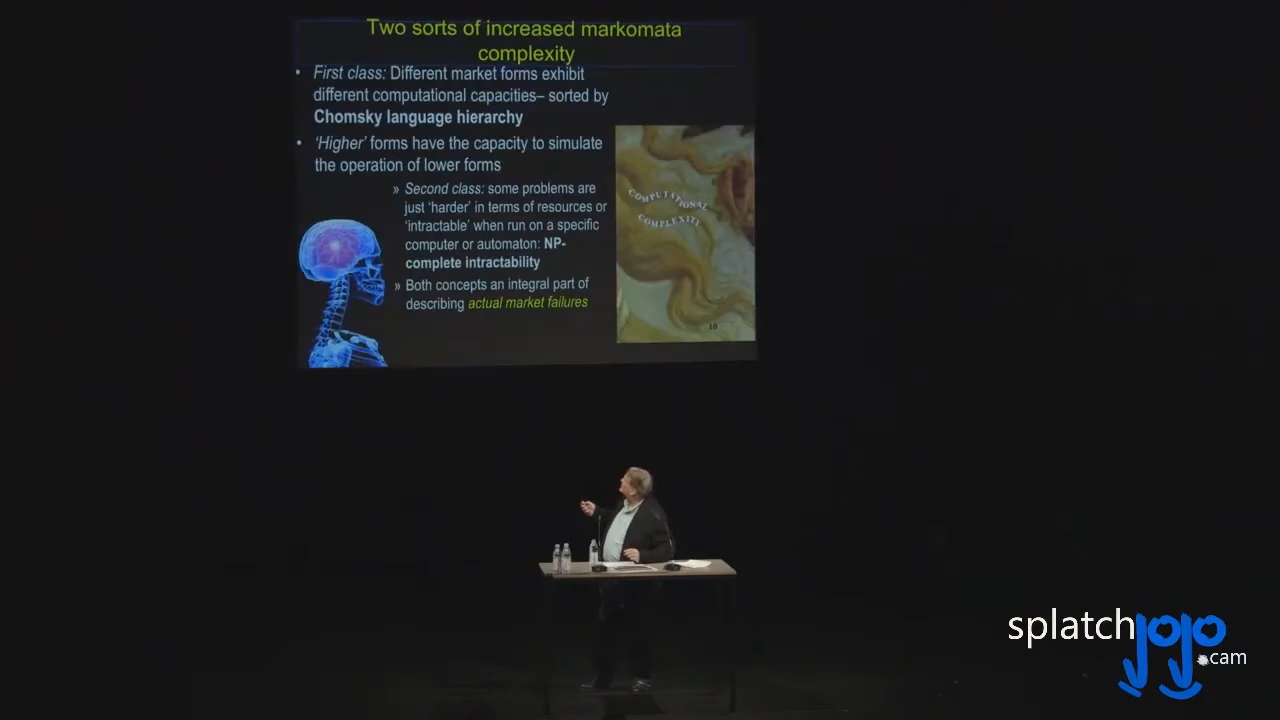 Two sorts of increased markomata
complexity
• First class: Different market forms exhibit
different computational capacities– sorted by
Chomsky language hierarchy
• 'Higher' forms have the capacity to simulate
the operation of lower forms
» Second class: some problems are
just 'harder' in terms of resources or
'intractable' when run on a specific
computer or automaton: NP-
complete intractability
» Both concepts an integral part of
describing actual market failures
COMPUTATIONAL
COMPLEXITY
18
splatchjojo
.cam